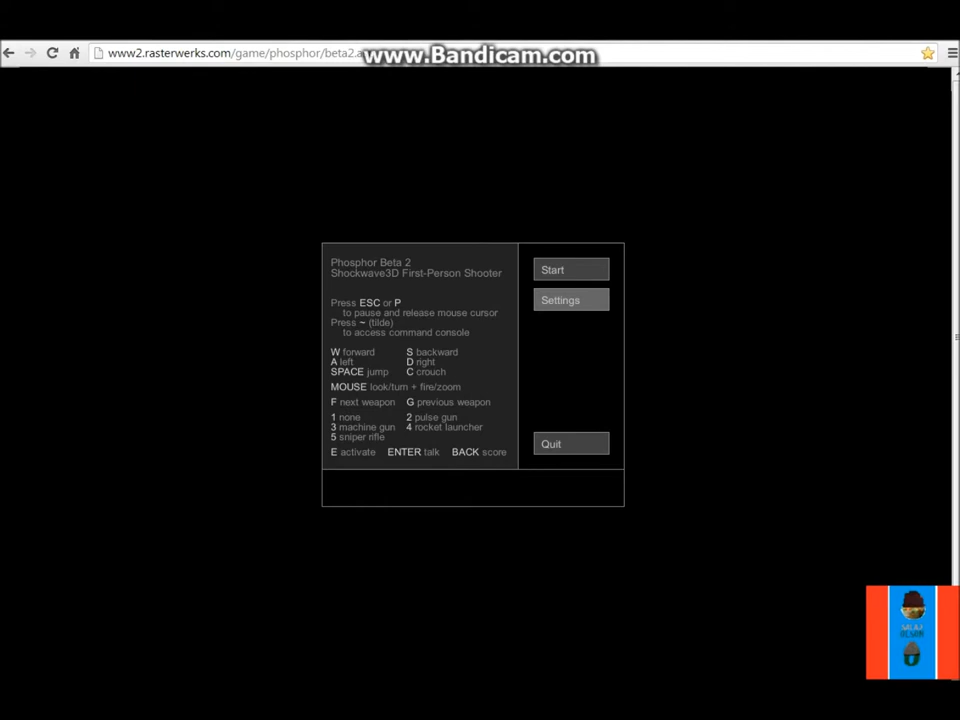 www2.rasterwerks.com/game/phosphor/beta2.a
www.Bandicam.com
Phosphor Beta 2
Shockwave3D First-Person Shooter
Press ESC or P
to pause and release mouse cursor
Press ~ (tilde)
to access command console
W forward S backward
A left D right
SPACE jump C crouch
MOUSE look/turn + fire/zoom
F next weapon G previous weapon
1 none 2 pulse gun
3 machine gun 4 rocket launcher
5 sniper rifle
E activate ENTER talk BACK score
Start
Settings
Quit